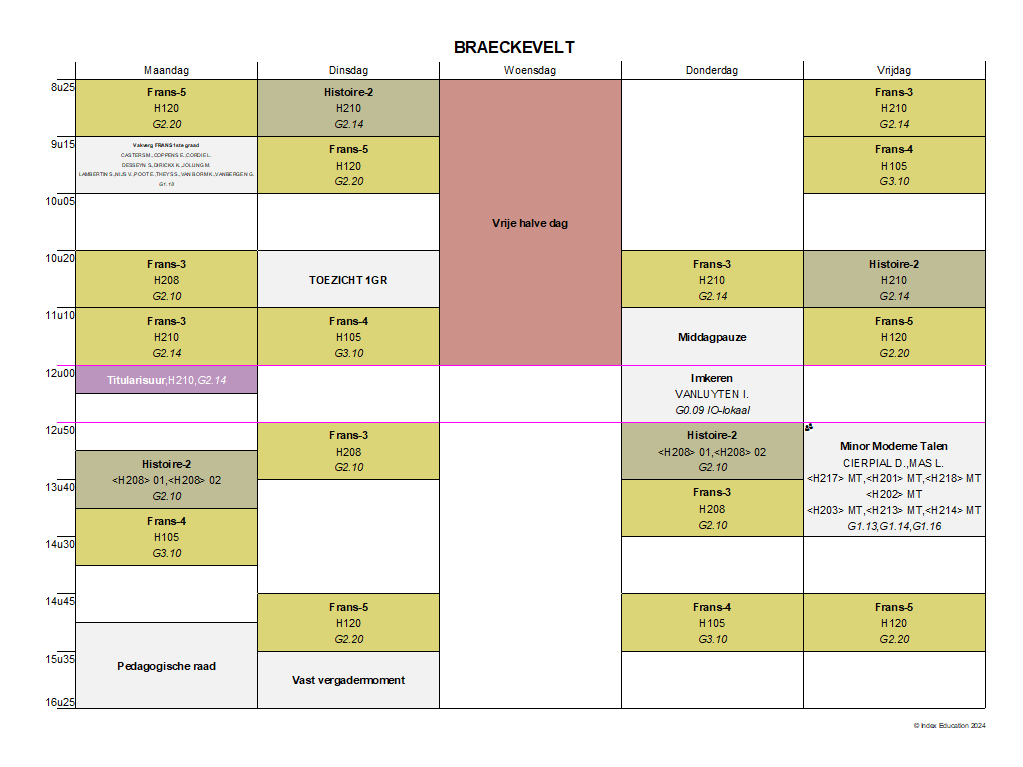 BRAECKEVELT
Maandag
Dinsdag
Woensdag
Donderdag
Vrijdag
8u25
9u15
10u05
10u20
11u10
12u00
12u50
13u40
14u30
14u45
15u35
16u25
Frans-5
H120
G2.20
Vakverg FRANS 1ste graad
CASTERS M.,COPPENS E.,CORDIE L.
DESSEYN S.,DIRICKX K.,JOLLING M.
LAMBERTIN S.,NIJS V.,POOT E.,THEYS S.,VAN BORM K.,VANBERGEN G.
G1.13
Frans-3
H208
G2.10
Frans-3
H210
G2.14
Titularisuur,H210,G2.14
Histoire-2
<H208> 01,<H208> 02
G2.10
Frans-4
H105
G3.10
Pedagogische raad
Histoire-2
H210
G2.14
Frans-5
H120
G2.20
TOEZICHT 1GR
Frans-4
H105
G3.10
Frans-3
H208
G2.10
Frans-5
H120
G2.20
Vast vergadermoment
Vrije halve dag
Frans-3
H210
G2.14
Middagpauze
Imkeren
VANLUYTEN I.
G0.09 IO-lokaal
Histoire-2
<H208> 01,<H208> 02
G2.10
Frans-3
H208
G2.10
Frans-4
H105
G3.10
Frans-3
H210
G2.14
Frans-4
H105
G3.10
Histoire-2
H210
G2.14
Frans-5
H120
G2.20
Minor Moderne Talen
CIERPIAL D.,MAS L.
<H217> MT,<H201> MT,<H218> MT
<H202> MT
<H203> MT,<H213> MT,<H214> MT
G1.13,G1.14,G1.16
Frans-5
H120
G2.20
© Index Education 2024